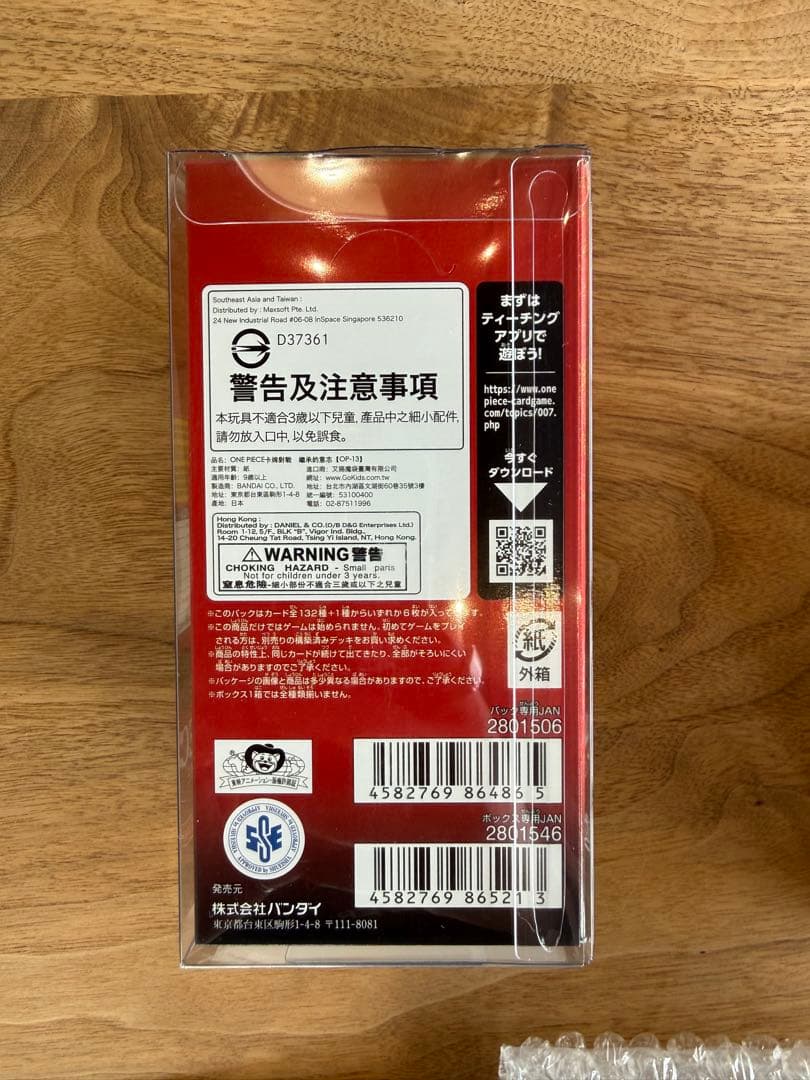 Southeast Asia and Taiwan :
Distributed by : Maxsoft Pte. Ltd.
24 New Industrial Road #06-08 inSpace Singapore 536210
D37361
警告及注意事項
本玩具不適合3歲以下兒童, 產品中之細小配件,
請勿放入口中, 以免誤食。
品名: ONE PIECE卡牌對戰 繼承的意志【OP-13】
主要材質: 紙
適用年齡: 9歲以上
製造商: BANDAI CO., LTD.
地址: 東京都台東區駒形1-4-8
產地: 日本
進口商: 又揚魔袋臺灣有限公司
網址: www.GoKids.com.tw
地址: 台北市內湖區文湖街60巷35號3樓
統一編號: 53100400
電話: 02-87511996
Hong Kong :
Distributed by : DANIEL & CO.(D/B D&G Enterprises Ltd.)
Room 1-12, 5/F., BLK "B", Vigor Ind. Bldg.,
14-20 Cheung Tat Road, Tsing Yi Island, NT, Hong Kong.
WARNING 警告
CHOKING HAZARD - Small parts
Not for children under 3 years.
窒息危險-細小部份不適合三歲或以下之兒童
まずは
ティーチング
アプリで
遊ぼう!
https://www.one
piece-cardgame.
com/topics/007.
php
今すぐ
ダウンロード
※このパックはカード全132種+1種からいずれか6枚が入ってます。
※この商品だけではゲームは始められません。初めてゲームをプレイ
される方は、別売りの構築済みデッキをお買い求めください。
※商品の特性上、同じカードが続けて出てきたり、全部がそろいにくい
場合がありますのでご了承ください。
※パッケージの画像と商品は多少異なる場合がありますので、ご了承ください。
※ボックス1箱では全種類揃いません。
紙
外箱
パック専用JAN
2801506
4582769 864865
ボックス専用JAN
2801546
4582769 865213
東映アニメーション・版権許諾証
発売元
株式会社バンダイ
東京都台東区駒形1-4-8 〒111-8081